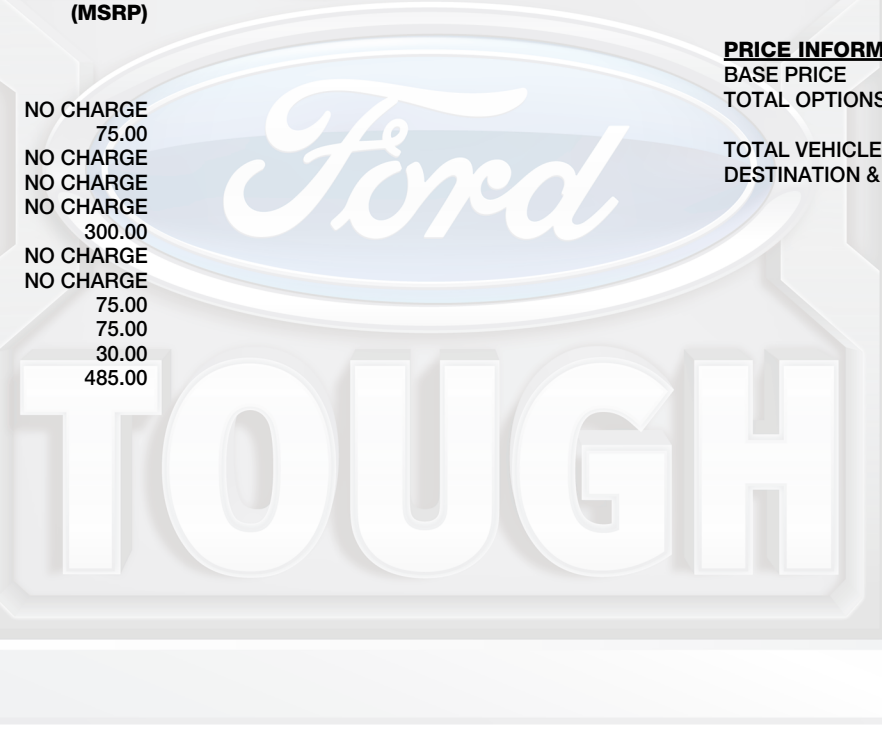 (MSRP)
NO CHARGE
75.00
NO CHARGE
NO CHARGE
NO CHARGE
300.00
NO CHARGE
NO CHARGE
75.00
75.00
30.00
485.00
PRICE INFORM
BASE PRICE
TOTAL OPTIONS
TOTAL VEHICLE
DESTINATION &
Ford
TOUGH